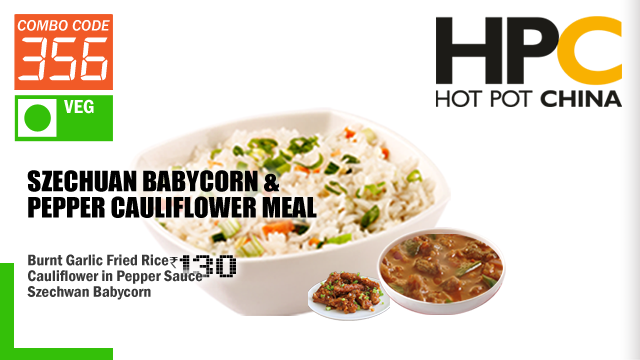 COMBO CODE
356
VEG
HPC
HOT POT CHINA
SZECHUAN BABYCORN &
PEPPER CAULIFLOWER MEAL
Burnt Garlic Fried Rice ₹130
Cauliflower in Pepper Sauce
Szechwan Babycorn